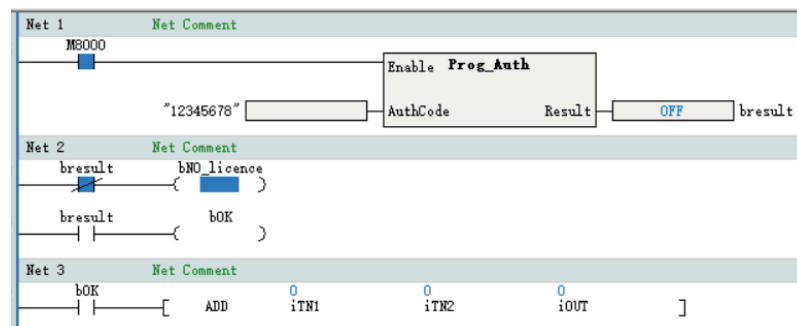 Net 1 Net Comment
M8000
Enable Prog_Auth
"12345678" AuthCode Result OFF bresult
Net 2 Net Comment
bresult bNO_licence
bresult bOK
Net 3 Net Comment
bOK 0 0 0
ADD iTN1 iTN2 iOUT